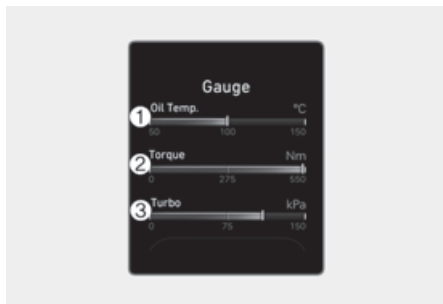 Gauge
① Oil Temp. °C
50 100 150
② Torque Nm
0 275 550
③ Turbo kPa
0 75 150